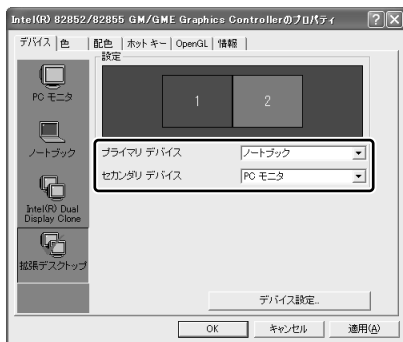 Intel(R) 82852/82855 GM/GME Graphics Controllerのプロパティ
デバイス 色 配色 ホット キー OpenGL 情報
設定
PC モニタ
ノートブック
Intel(R) Dual
Display Clone
拡張デスクトップ
1 2
プライマリ デバイス ノートブック
セカンダリ デバイス PC モニタ
デバイス設定...
OK キャンセル 適用(A)